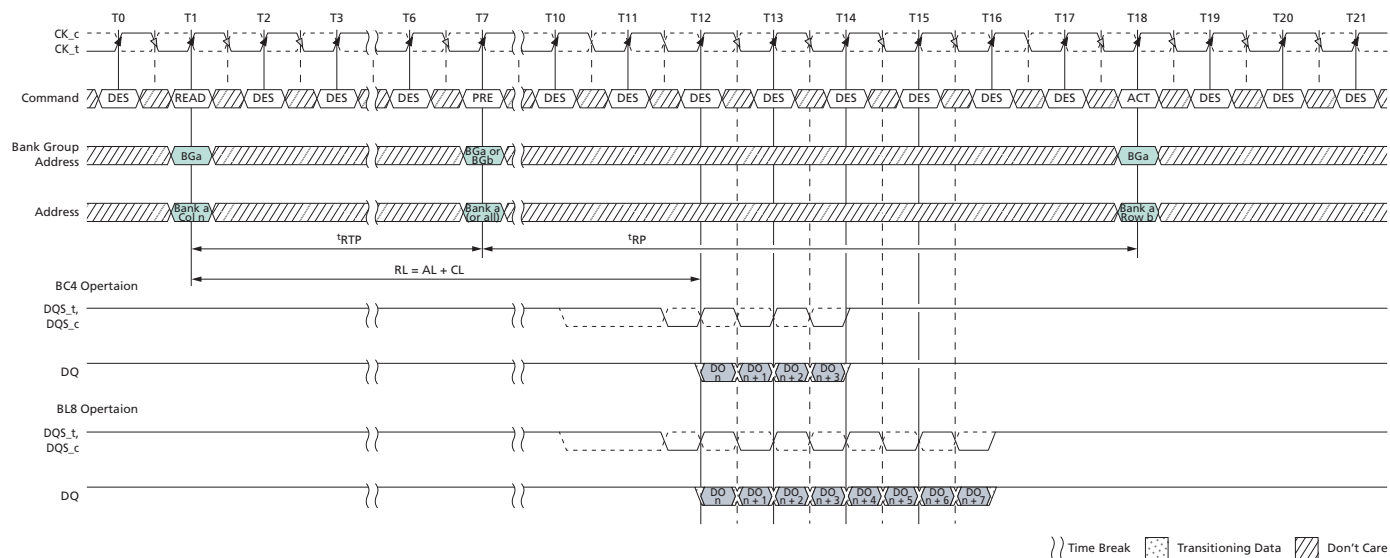 T0 T1 T2 T3 T6 T7 T10 T11 T12 T13 T14 T15 T16 T17 T18 T19 T20 T21
CK_c
CK_t
Command DES READ DES DES DES PRE DES DES DES DES DES DES DES DES ACT DES DES DES
Bank Group
Address
BGa
BGa or
BGb
BGa
Address
Bank a
Col n
Bank a
(or all)
Bank a
Row b
tRTP tRP
RL = AL + CL
BC4 Opertaion
DQS_t,
DQS_c
DQ
DO
n
DO
n + 1
DO
n + 2
DO
n + 3
BL8 Opertaion
DQS_t,
DQS_c
DQ
DO
n
DO
n + 1
DO
n + 2
DO
n + 3
DO
n + 4
DO
n + 5
DO
n + 6
DO
n + 7
Time Break Transitioning Data Don't Care